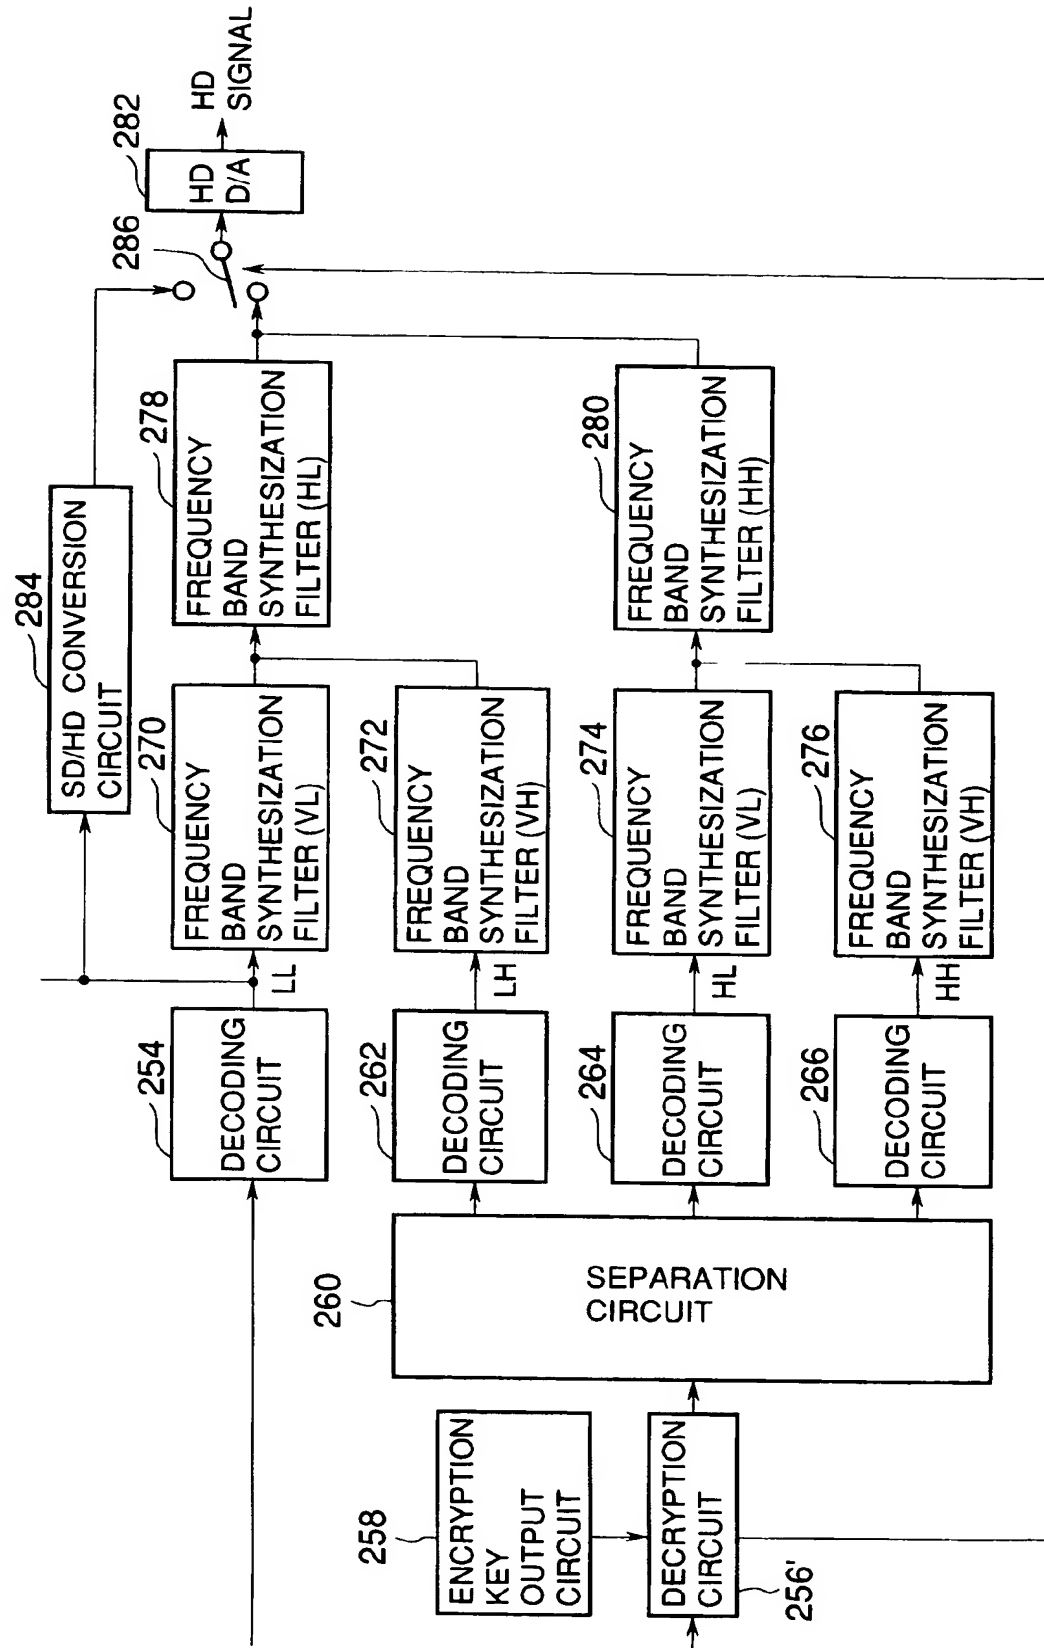 284
SD/HD CONVERSION
CIRCUIT
286
282
HD
D/A
HD
SIGNAL
254
DECODING
CIRCUIT
LL
270
FREQUENCY
BAND
SYNTHESIZATION
FILTER (VL)
278
FREQUENCY
BAND
SYNTHESIZATION
FILTER (HL)
260
SEPARATION
CIRCUIT
262
DECODING
CIRCUIT
LH
272
FREQUENCY
BAND
SYNTHESIZATION
FILTER (VH)
258
ENCRYPTION
KEY
OUTPUT
CIRCUIT
264
DECODING
CIRCUIT
HL
274
FREQUENCY
BAND
SYNTHESIZATION
FILTER (VL)
280
FREQUENCY
BAND
SYNTHESIZATION
FILTER (HH)
DECRYPTION
CIRCUIT
256'
266
DECODING
CIRCUIT
HH
276
FREQUENCY
BAND
SYNTHESIZATION
FILTER (VH)